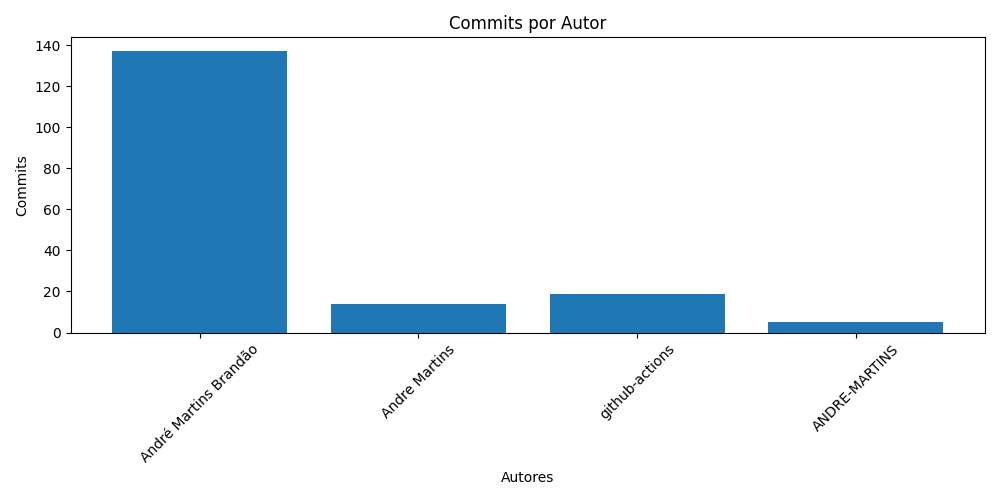 Commits por Autor
Commits
140
120
100
80
60
40
20
0
André Martins Brandão
Andre Martins
github-actions
ANDRE-MARTINS
Autores